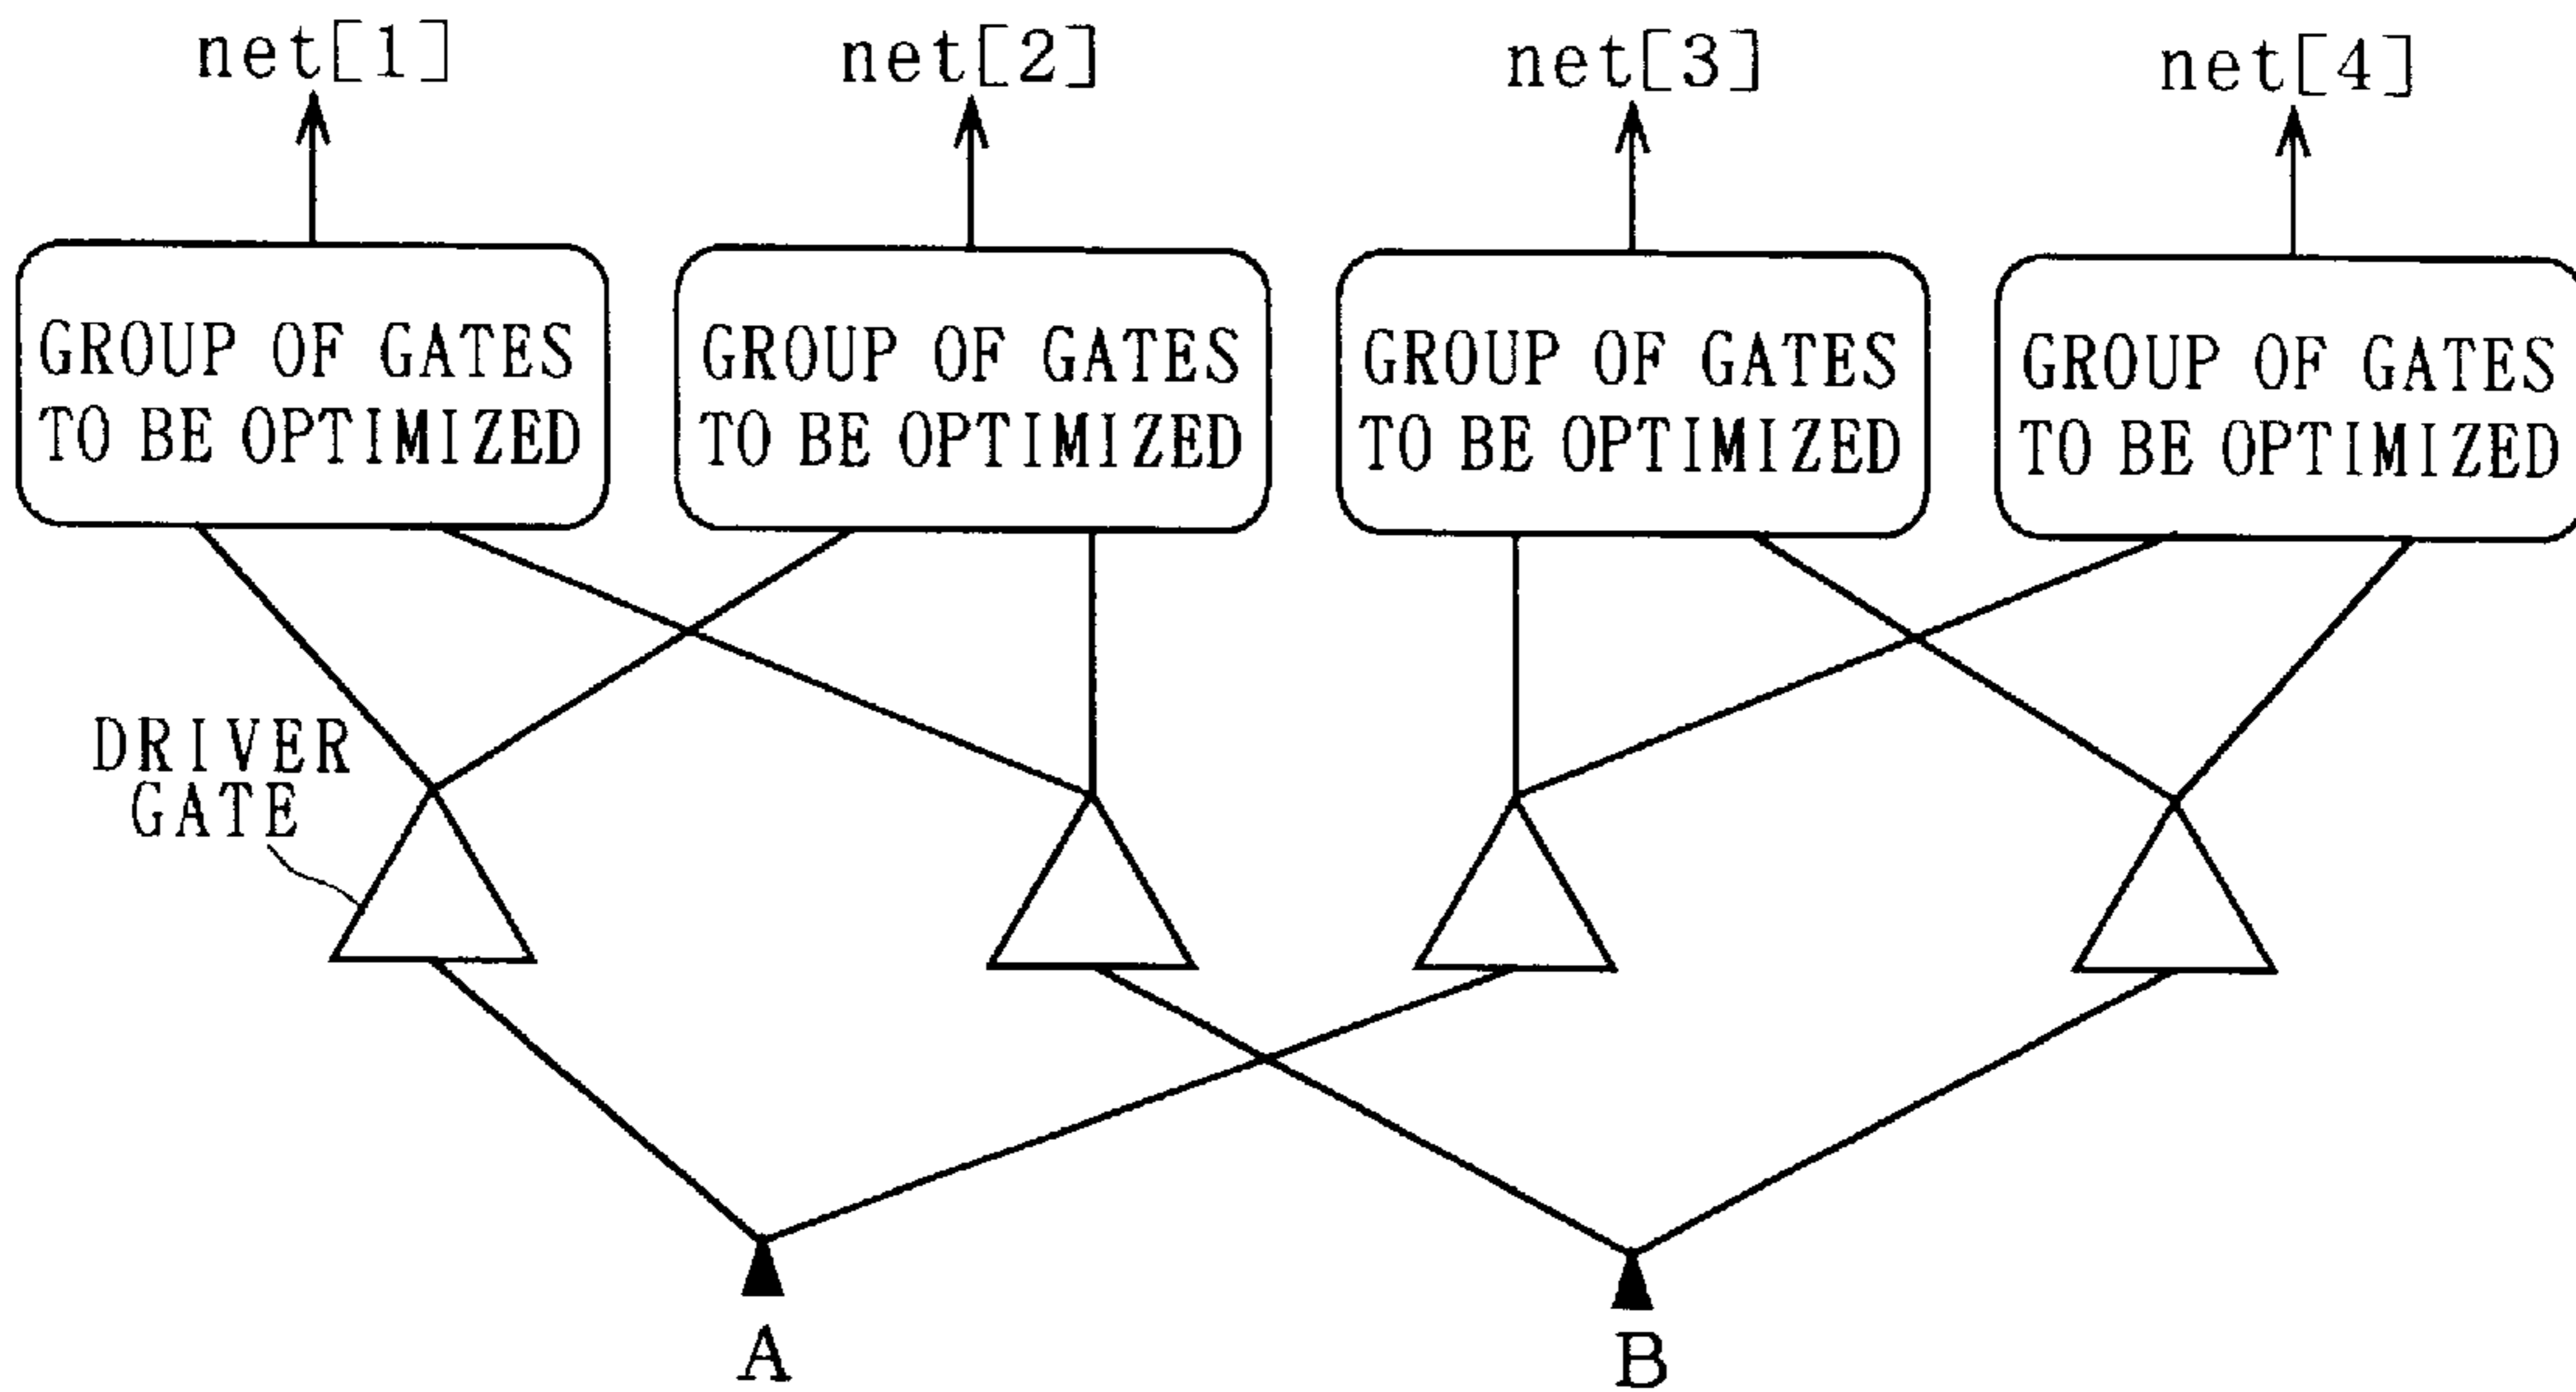 net[1]
net[2]
net[3]
net[4]
GROUP OF GATES
TO BE OPTIMIZED
GROUP OF GATES
TO BE OPTIMIZED
GROUP OF GATES
TO BE OPTIMIZED
GROUP OF GATES
TO BE OPTIMIZED
DRIVER
GATE
A
B